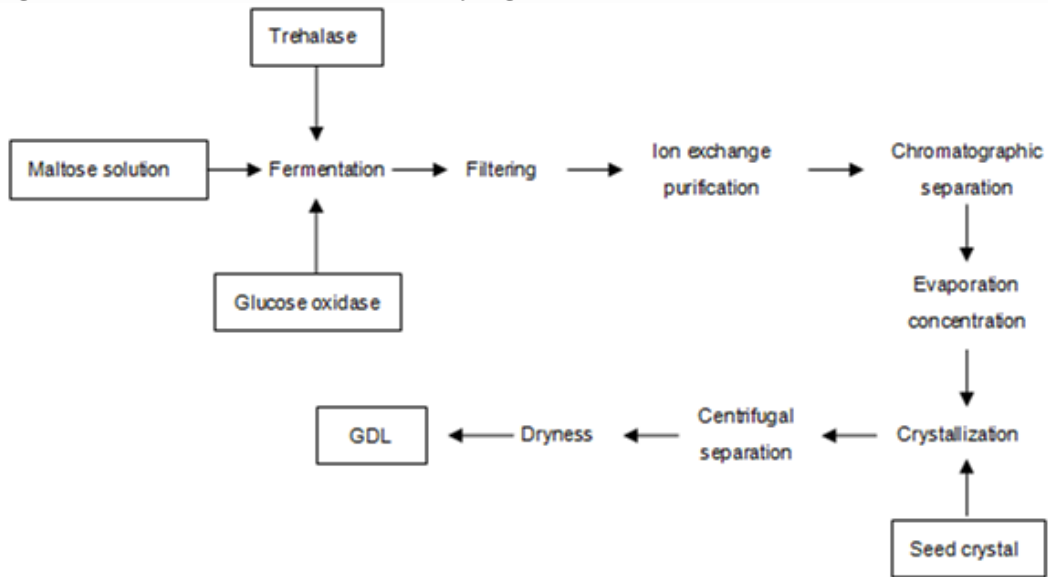 Trehalase
Maltose solution
Fermentation
Filtering
Ion exchange
purification
Chromatographic
separation
Glucose oxidase
Evaporation
concentration
GDL
Dryness
Centrifugal
separation
Crystallization
Seed crystal